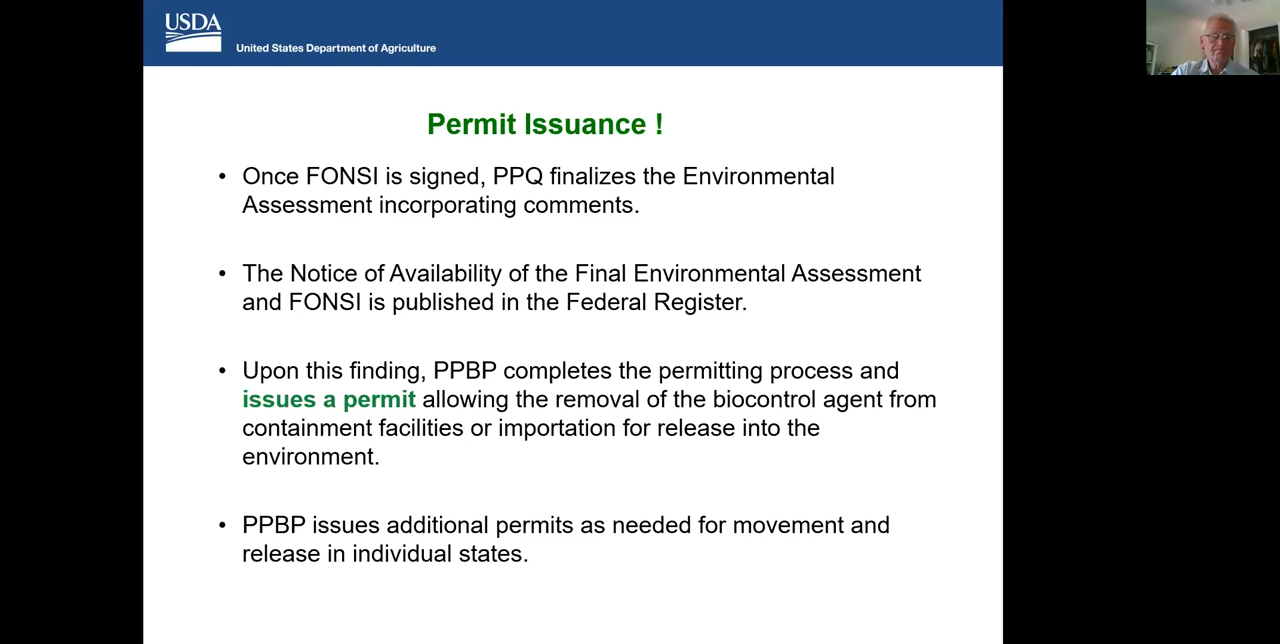 USDA
United States Department of Agriculture
Permit Issuance !
• Once FONSI is signed, PPQ finalizes the Environmental
Assessment incorporating comments.
• The Notice of Availability of the Final Environmental Assessment
and FONSI is published in the Federal Register.
• Upon this finding, PPBP completes the permitting process and
issues a permit allowing the removal of the biocontrol agent from
containment facilities or importation for release into the
environment.
• PPBP issues additional permits as needed for movement and
release in individual states.